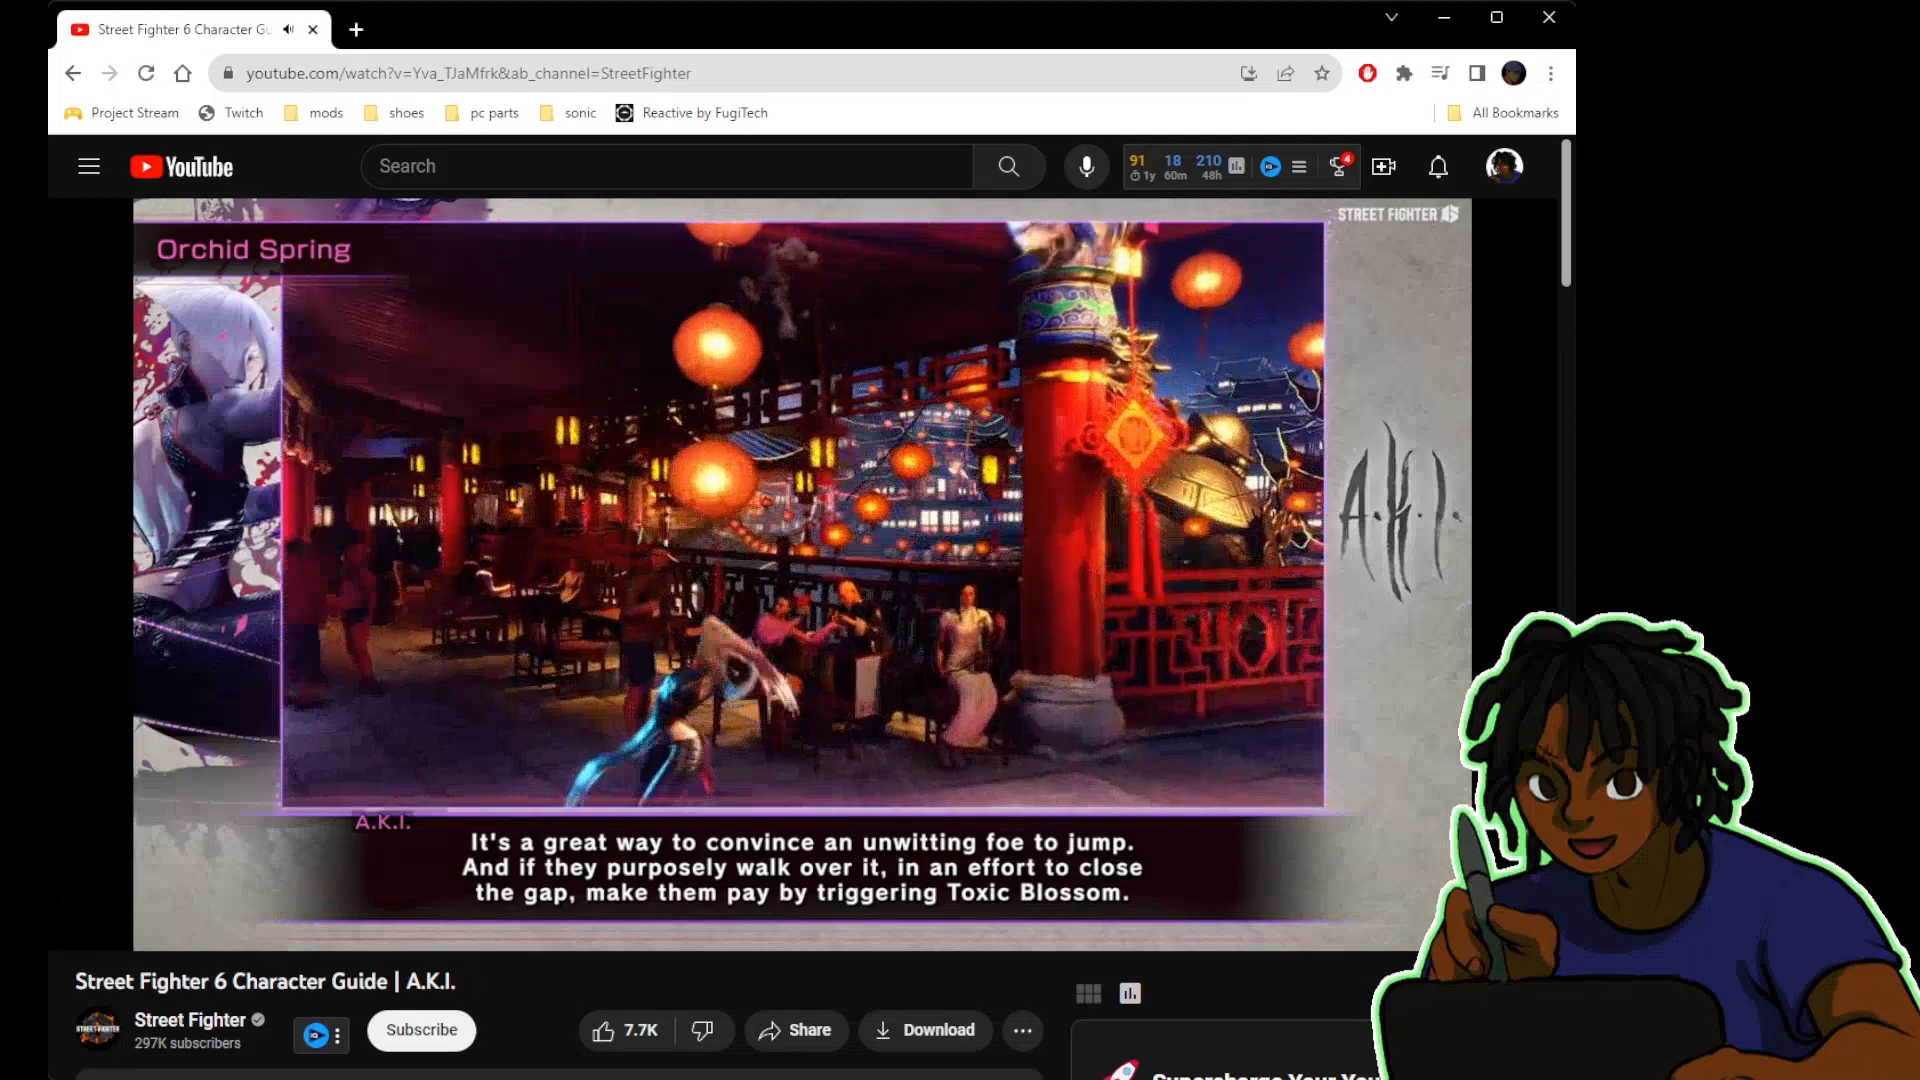 Street Fighter 6 Character Gu
youtube.com/watch?v=Yva_TJaMfrk&ab_channel=StreetFighter
Project Stream
Twitch
mods
shoes
pc parts
sonic
Reactive by FugiTech
All Bookmarks
YouTube
Search
91 18 210
1y 60m 48h
4
STREET FIGHTER 6
Orchid Spring
A.K.I.
A.K.I.
It's a great way to convince an unwitting foe to jump.
And if they purposely walk over it, in an effort to close
the gap, make them pay by triggering Toxic Blossom.
Street Fighter 6 Character Guide | A.K.I.
STREET FIGHTER
Street Fighter
297K subscribers
Subscribe
7.7K
Share
Download